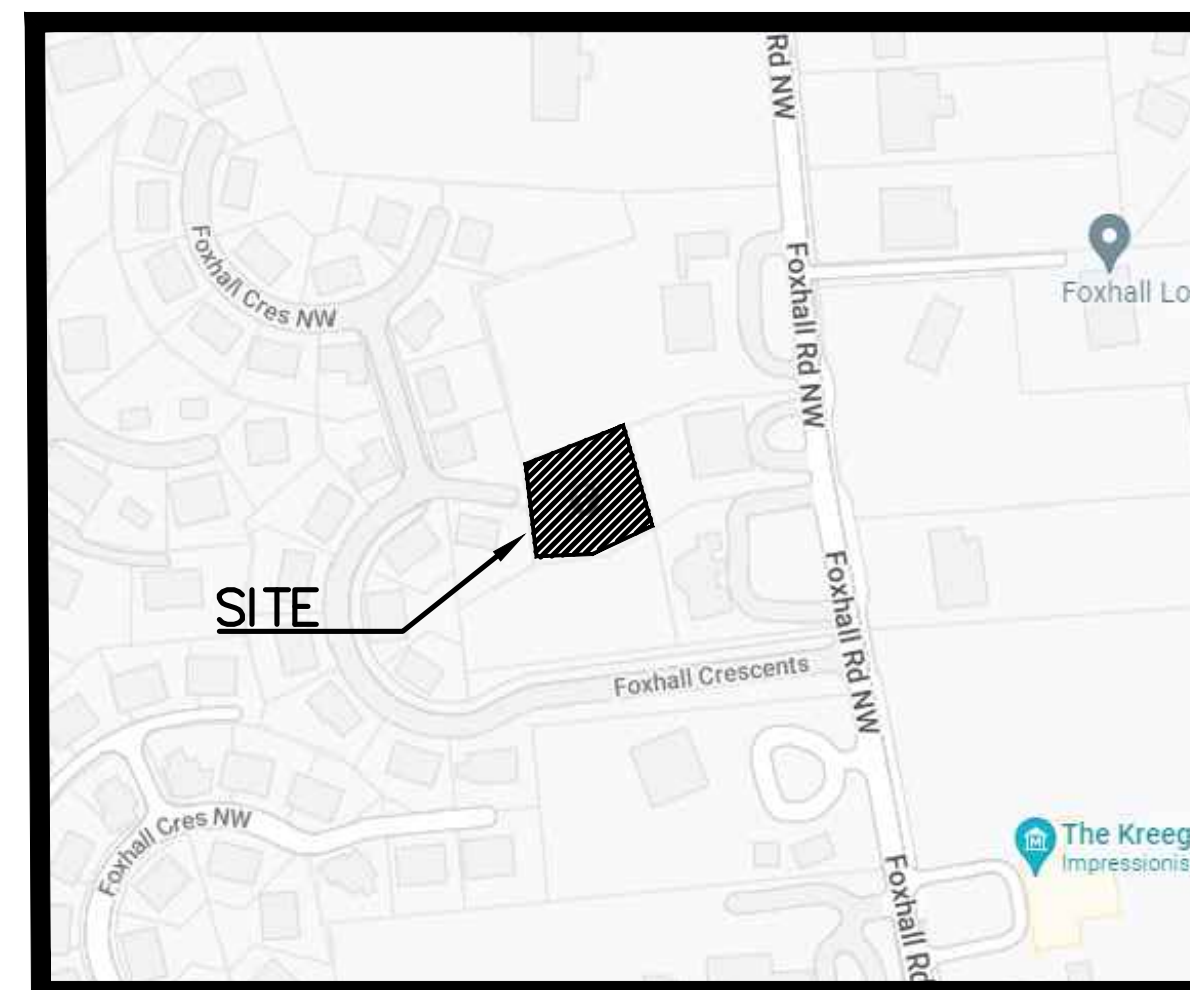 Rd NW
Foxhall Cres NW
Foxhall Rd NW
Foxhall Lo
SITE
Foxhall Rd NW
Foxhall Crescents
Foxhall Cres NW
The Kreeg
Impressionis
Foxhall Rd